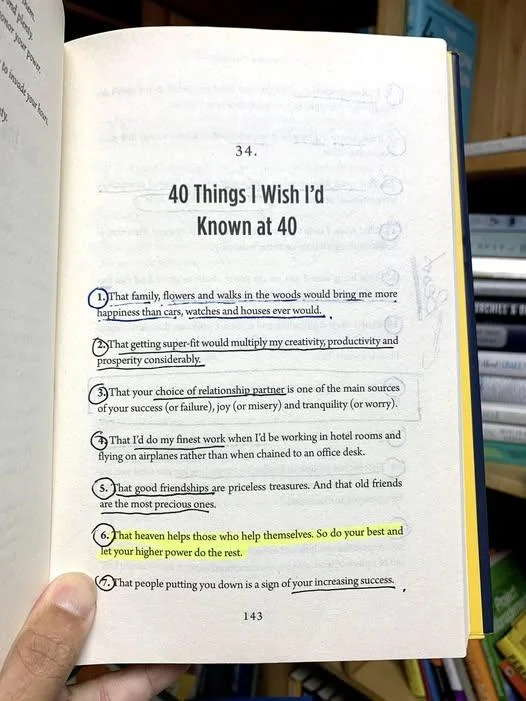 34.
40 Things I Wish I'd
Known at 40
1. That family, flowers and walks in the woods would bring me more
happiness than cars, watches and houses ever would.
2. That getting super-fit would multiply my creativity, productivity and
prosperity considerably.
3. That your choice of relationship partner is one of the main sources
of your success (or failure), joy (or misery) and tranquility (or worry).
4. That I'd do my finest work when I'd be working in hotel rooms and
flying on airplanes rather than when chained to an office desk.
5. That good friendships are priceless treasures. And that old friends
are the most precious ones.
6. That heaven helps those who help themselves. So do your best and
let your higher power do the rest.
7. That people putting you down is a sign of your increasing success.
143